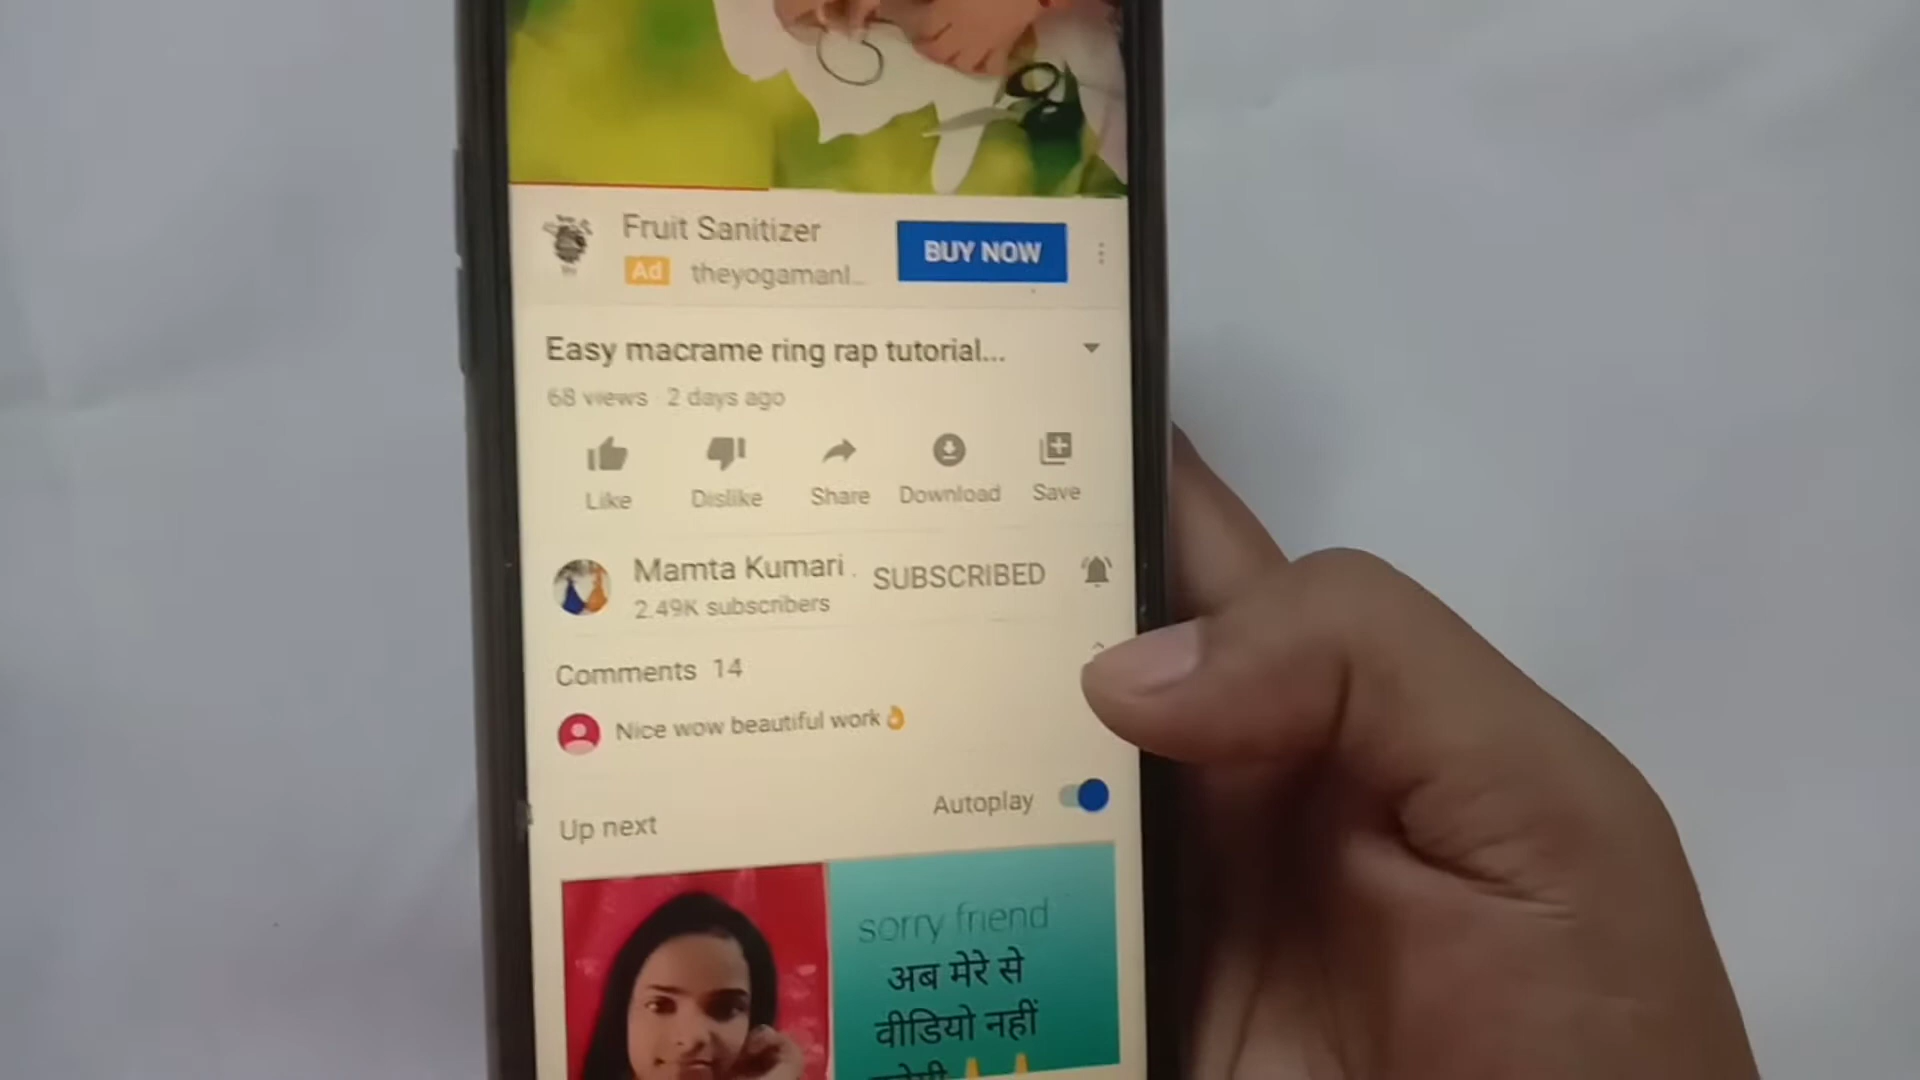 Fruit Sanitizer
BUY NOW
Ad theyogamanl...
Easy macrame ring rap tutorial...
68 views · 2 days ago
Like Dislike Share Download Save
Mamta Kumari . SUBSCRIBED
2.49K subscribers
Comments 14
Nice wow beautiful work👌
Autoplay
Up next
sorry friend
अब मेरे से
वीडियो नहीं